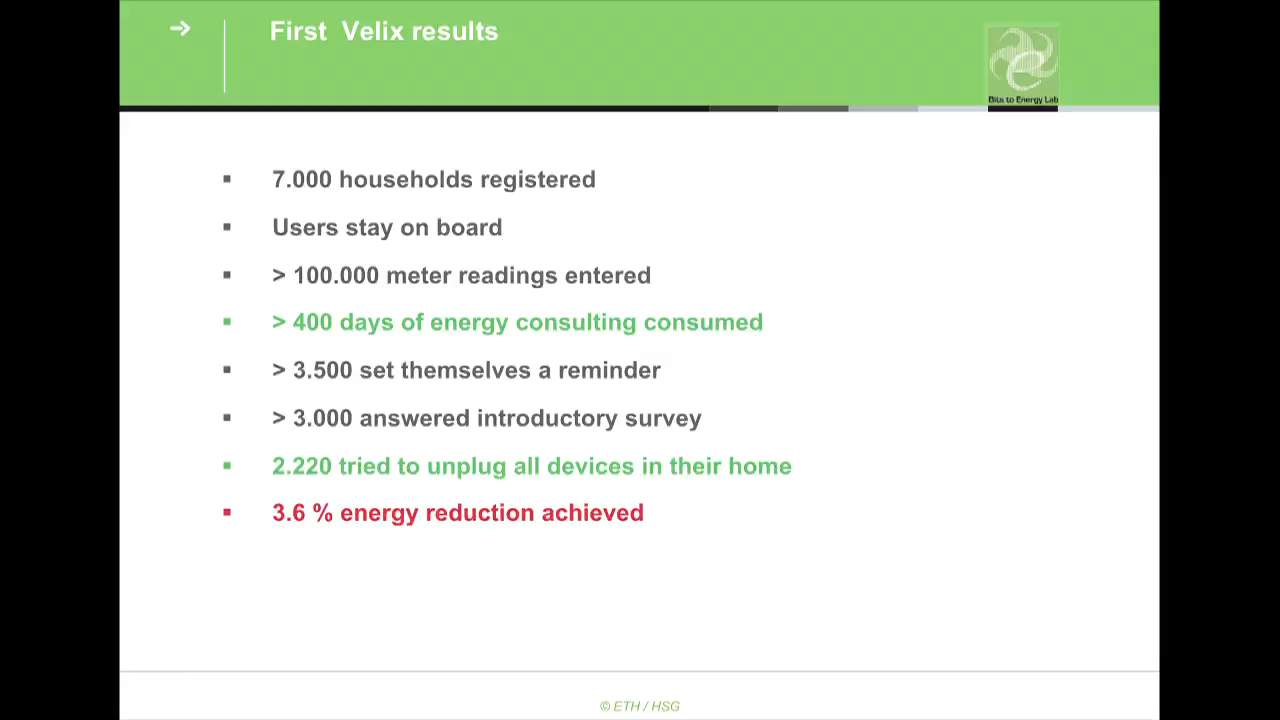 First Velix results
Bits to Energy Lab
7.000 households registered
Users stay on board
> 100.000 meter readings entered
> 400 days of energy consulting consumed
> 3.500 set themselves a reminder
> 3.000 answered introductory survey
2.220 tried to unplug all devices in their home
3.6 % energy reduction achieved
© ETH / HSG